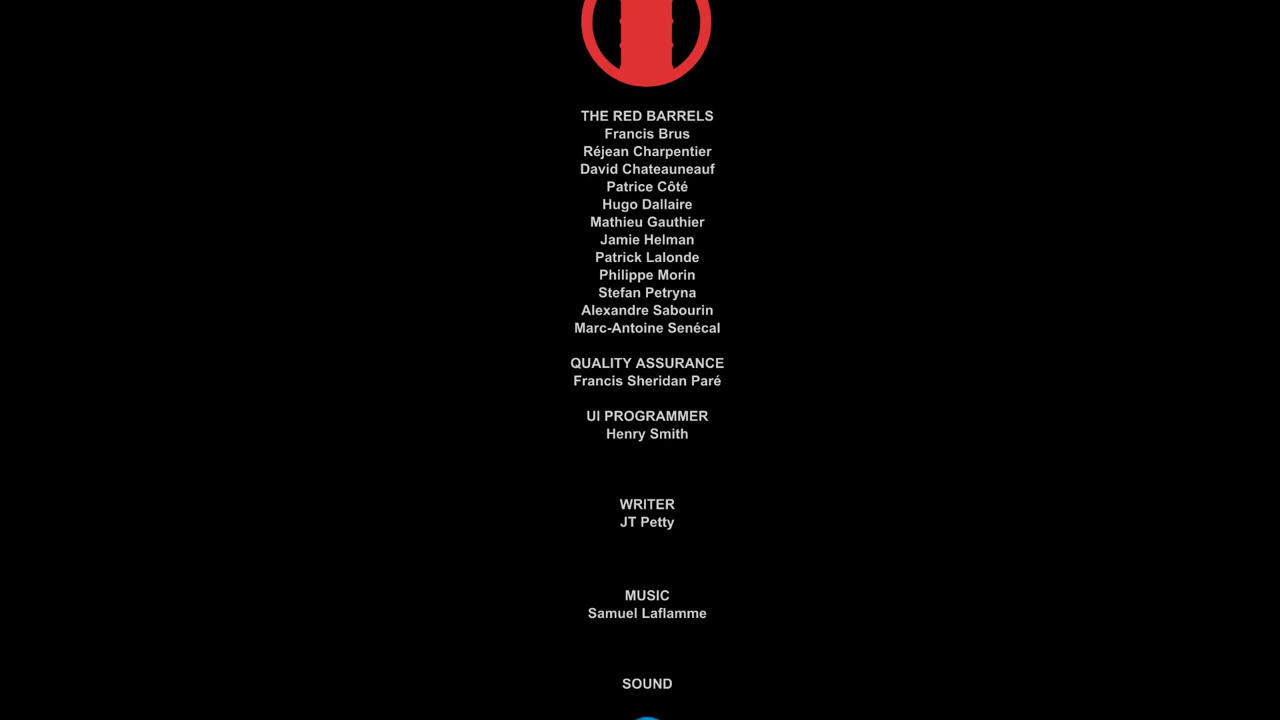 THE RED BARRELS
Francis Brus
Réjean Charpentier
David Chateauneuf
Patrice Côté
Hugo Dallaire
Mathieu Gauthier
Jamie Helman
Patrick Lalonde
Philippe Morin
Stefan Petryna
Alexandre Sabourin
Marc-Antoine Senécal
QUALITY ASSURANCE
Francis Sheridan Paré
UI PROGRAMMER
Henry Smith
WRITER
JT Petty
MUSIC
Samuel Laflamme
SOUND